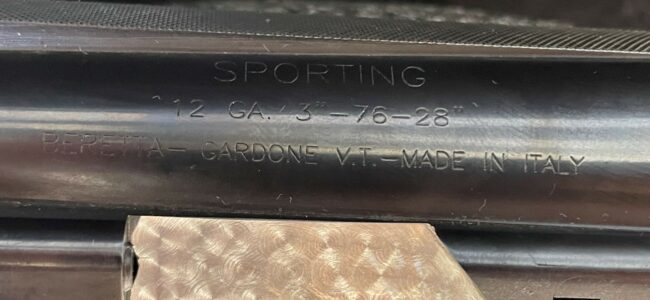 SPORTING
12 GA. 3"-76-28"
BERETTA- GARDONE V.T.-MADE IN ITALY